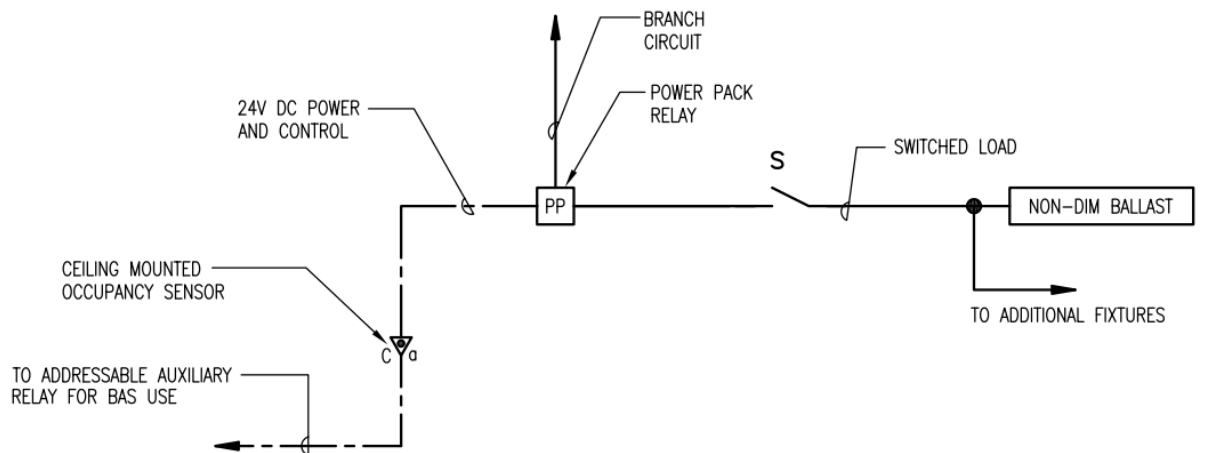 BRANCH
CIRCUIT
24V DC POWER
AND CONTROL
POWER PACK
RELAY
S
SWITCHED LOAD
PP
NON-DIM BALLAST
CEILING MOUNTED
OCCUPANCY SENSOR
TO ADDITIONAL FIXTURES
C a
TO ADDRESSABLE AUXILIARY
RELAY FOR BAS USE